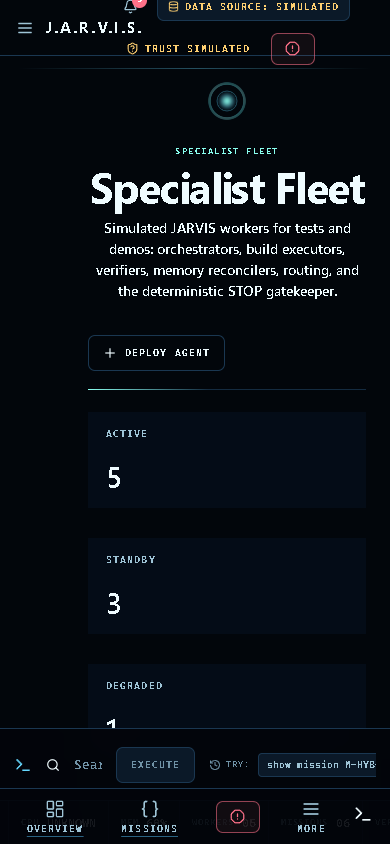 J.A.R.V.I.S.
DATA SOURCE: SIMULATED
TRUST SIMULATED
SPECIALIST FLEET
Specialist Fleet
Simulated JARVIS workers for tests and
demos: orchestrators, build executors,
verifiers, memory reconcilers, routing, and
the deterministic STOP gatekeeper.
DEPLOY AGENT
ACTIVE
5
STANDBY
3
DEGRADED
1
Sear
EXECUTE
TRY:
show mission M-HYB
OVERVIEW
MISSIONS
MORE